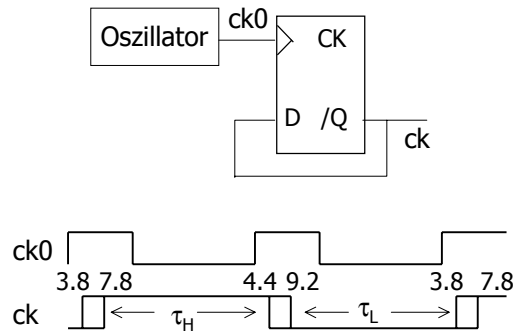 Oszillator
ck0
CK
D /Q
ck
ck0
3.8 7.8 4.4 9.2 3.8 7.8
ck τH τL